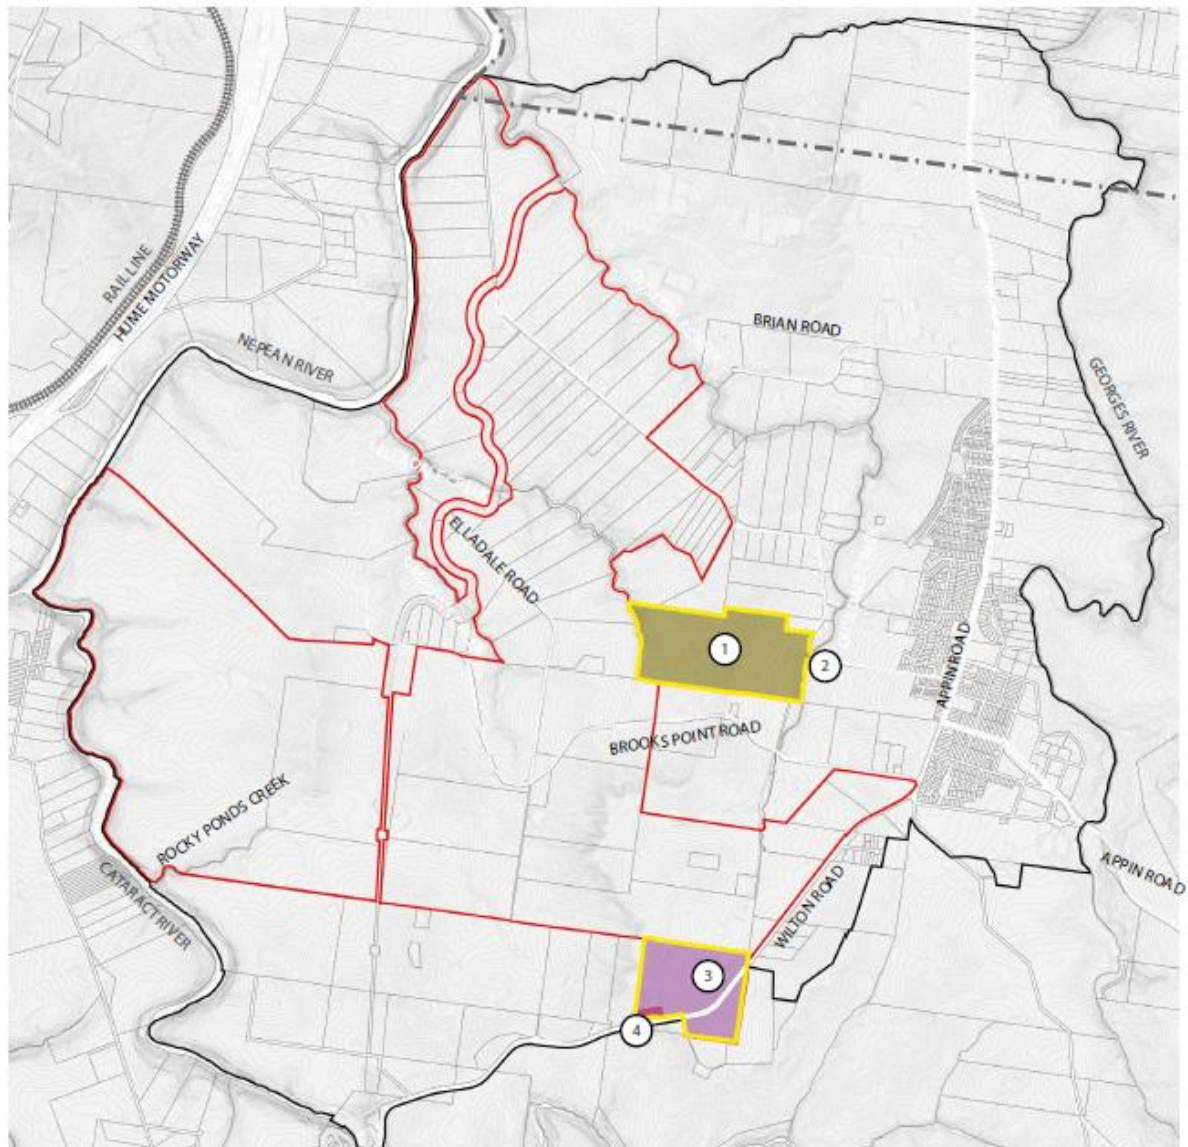 RAIL LINE
HUME MOTORWAY
NEPEAN RIVER
BRIAN ROAD
GEORGES RIVER
ELLADALE ROAD
1
2
APPIN ROAD
BROOKS POINT ROAD
ROCKY PONDS CREEK
CATARACT RIVER
WILTON ROAD
APPIN ROAD
3
4